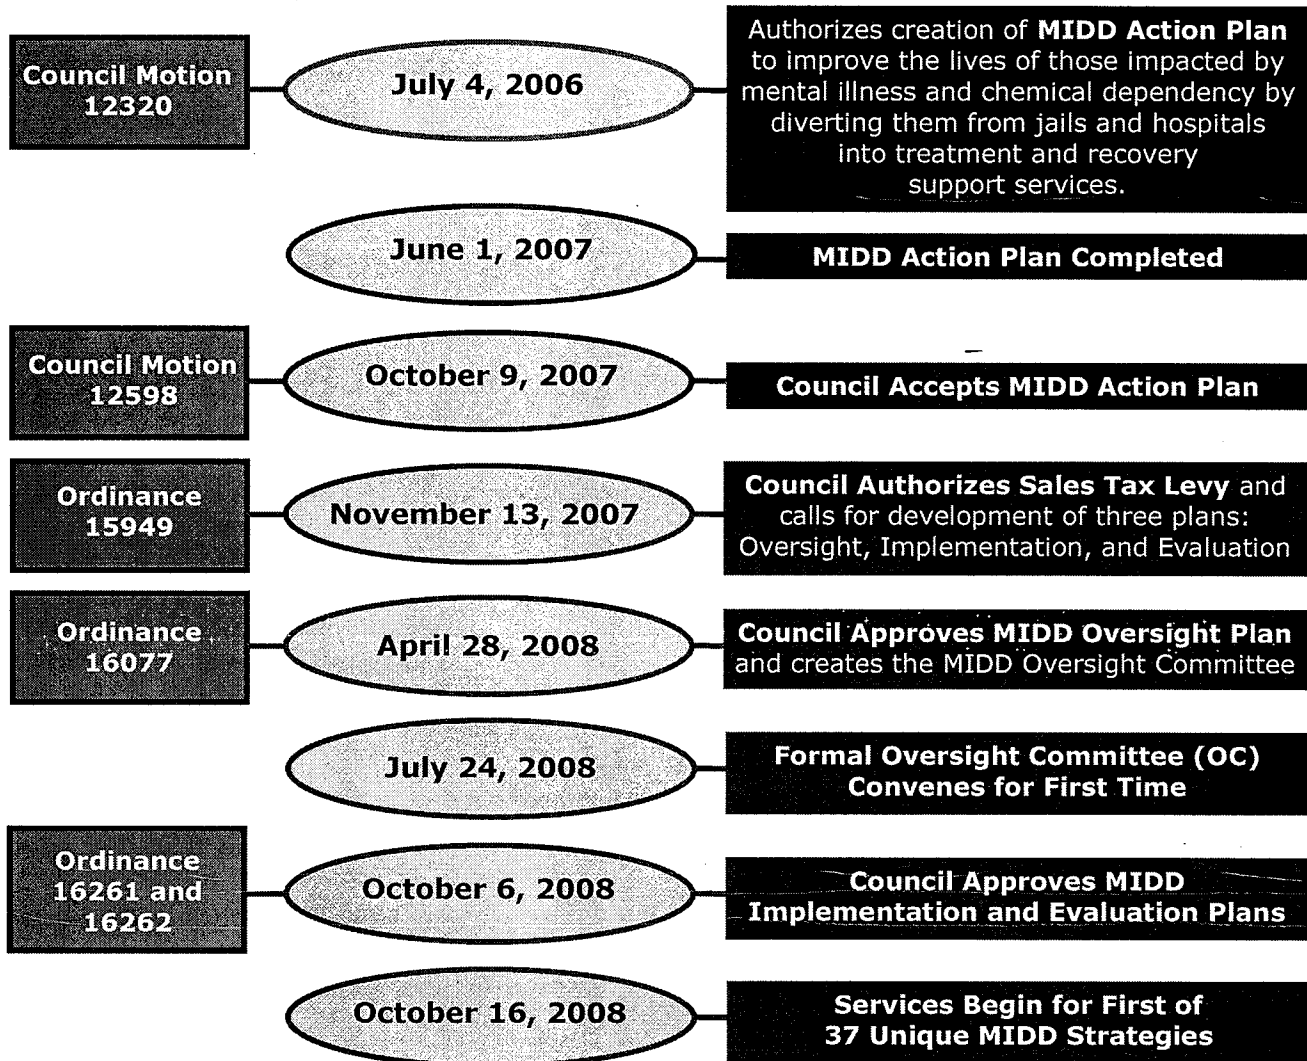 Council Motion
12320
July 4, 2006
Authorizes creation of MIDD Action Plan
to improve the lives of those impacted by
mental illness and chemical dependency by
diverting them from jails and hospitals
into treatment and recovery
support services.
June 1, 2007
MIDD Action Plan Completed
Council Motion
12598
October 9, 2007
Council Accepts MIDD Action Plan
Ordinance
15949
November 13, 2007
Council Authorizes Sales Tax Levy and
calls for development of three plans:
Oversight, Implementation, and Evaluation
Ordinance
16077
April 28, 2008
Council Approves MIDD Oversight Plan
and creates the MIDD Oversight Committee
July 24, 2008
Formal Oversight Committee (OC)
Convenes for First Time
Ordinance
16261 and
16262
October 6, 2008
Council Approves MIDD
Implementation and Evaluation Plans
October 16, 2008
Services Begin for First of
37 Unique MIDD Strategies